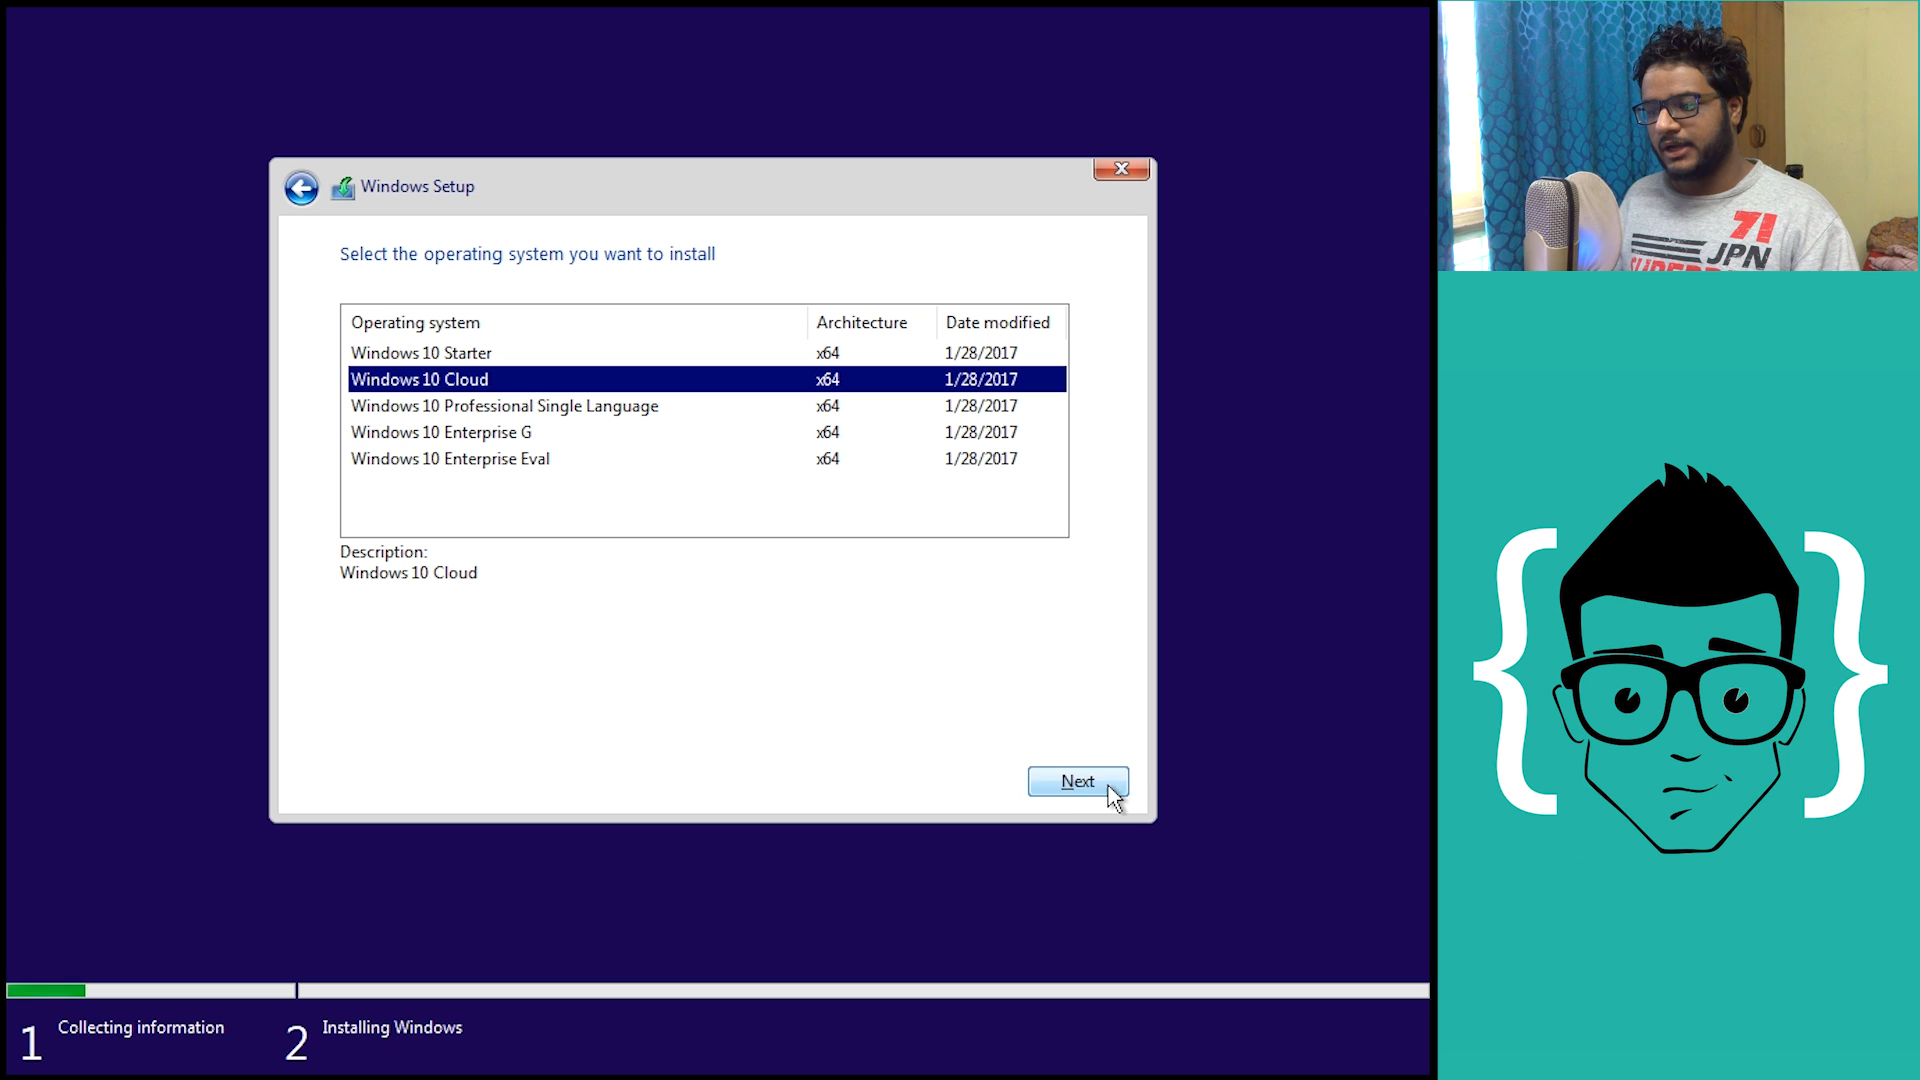 Windows Setup
Select the operating system you want to install
Operating system Architecture Date modified
Windows 10 Starter x64 1/28/2017
Windows 10 Cloud x64 1/28/2017
Windows 10 Professional Single Language x64 1/28/2017
Windows 10 Enterprise G x64 1/28/2017
Windows 10 Enterprise Eval x64 1/28/2017
Description:
Windows 10 Cloud
Next
1 Collecting information 2 Installing Windows
71
JPN